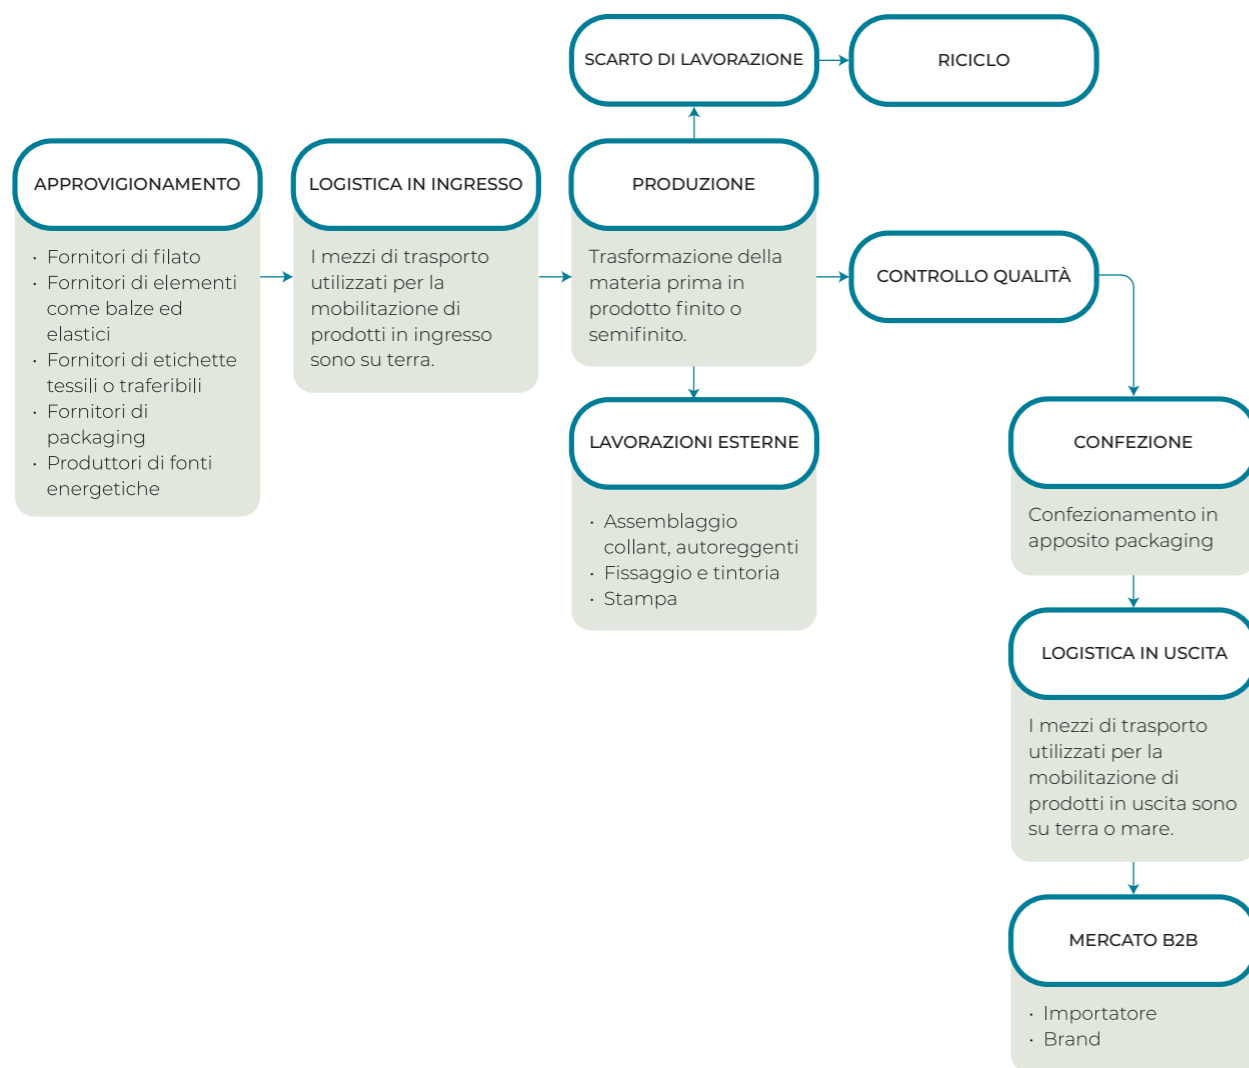 SCARTO DI LAVORAZIONE
RICICLO
APPROVIGIONAMENTO
· Fornitori di filato
· Fornitori di elementi
come balze ed
elastici
· Fornitori di etichette
tessili o traferibili
· Fornitori di
packaging
· Produttori di fonti
energetiche
LOGISTICA IN INGRESSO
I mezzi di trasporto
utilizzati per la
mobilitazione di
prodotti in ingresso
sono su terra.
PRODUZIONE
Trasformazione della
materia prima in
prodotto finito o
semifinito.
CONTROLLO QUALITÀ
LAVORAZIONI ESTERNE
· Assemblaggio
collant, autoreggenti
· Fissaggio e tintoria
· Stampa
CONFEZIONE
Confezionamento in
apposito packaging
LOGISTICA IN USCITA
I mezzi di trasporto
utilizzati per la
mobilitazione di
prodotti in uscita sono
su terra o mare.
MERCATO B2B
· Importatore
· Brand